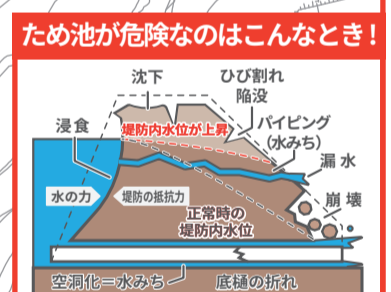 ため池が危険なのはこんなとき!
沈下
ひび割れ
陥没
浸食
堤防内水位が上昇
パイピング
(水みち)
漏水
水の力
堤防の抵抗力
崩壊
正常時の
堤防内水位
空洞化=水みち
底樋の折れ